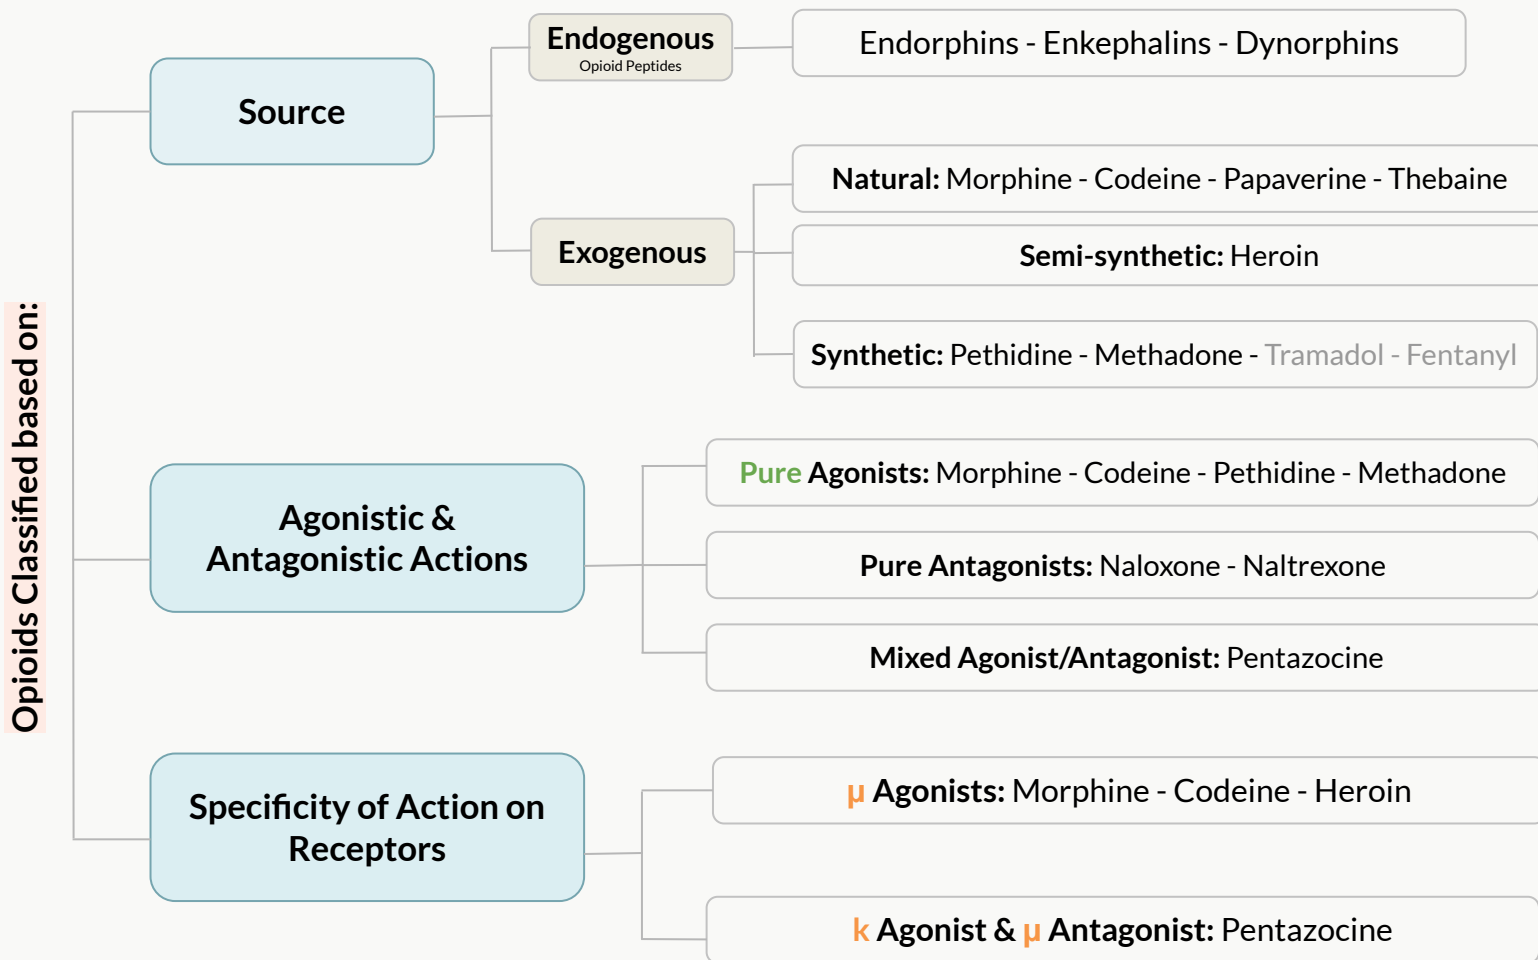 Opioids Classified based on:
Source
Endogenous
Opioid Peptides
Endorphins - Enkephalins - Dynorphins
Exogenous
Natural: Morphine - Codeine - Papaverine - Thebaine
Semi-synthetic: Heroin
Synthetic: Pethidine - Methadone - Tramadol - Fentanyl
Agonistic &
Antagonistic Actions
Pure Agonists: Morphine - Codeine - Pethidine - Methadone
Pure Antagonists: Naloxone - Naltrexone
Mixed Agonist/Antagonist: Pentazocine
Specificity of Action on
Receptors
μ Agonists: Morphine - Codeine - Heroin
k Agonist & μ Antagonist: Pentazocine